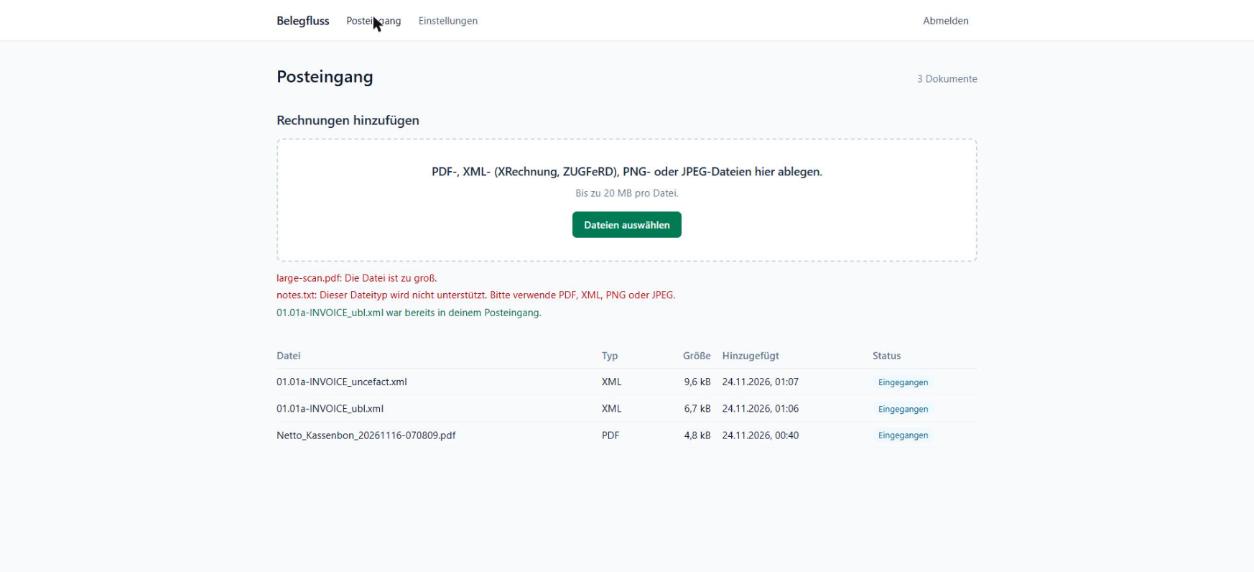 Belegfluss Posteingang Einstellungen Abmelden
Posteingang 3 Dokumente
Rechnungen hinzufügen
PDF-, XML- (XRechnung, ZUGFeRD), PNG- oder JPEG-Dateien hier ablegen.
Bis zu 20 MB pro Datei.
Dateien auswählen
large-scan.pdf: Die Datei ist zu groß.
notes.txt: Dieser Dateityp wird nicht unterstützt. Bitte verwende PDF, XML, PNG oder JPEG.
01.01a-INVOICE_ubl.xml war bereits in deinem Posteingang.
Datei Typ Größe Hinzugefügt Status
01.01a-INVOICE_uncefact.xml XML 9,6 kB 24.11.2026, 01:07 Eingegangen
01.01a-INVOICE_ubl.xml XML 6,7 kB 24.11.2026, 01:06 Eingegangen
Netto_Kassenbon_20261116-070809.pdf PDF 4,8 kB 24.11.2026, 00:40 Eingegangen